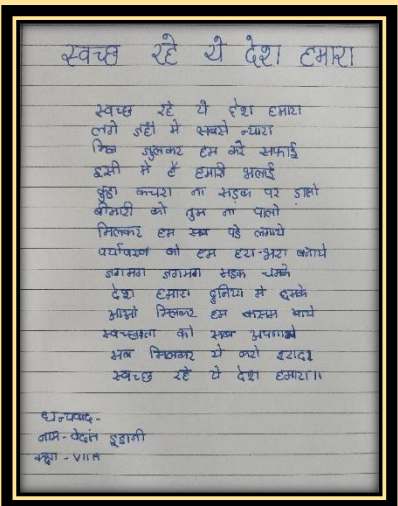 स्वच्छ रहे ये देश हमारा
स्वच्छ रहे ये देश हमारा
लगे जहाँ में सबसे न्यारा
मिल जुलकर हम करे सफाई
इसी में है हमारी भलाई
कुड़ा कचरा ना सड़क पर डालो
बीमारी को तुम ना पालो
मिलकर हम सब पेड़ लगाये
पर्यावरण को हम हरा-भरा बनाये
जगमग जगमग सड़क चमके
देश हमारा दुनिया में दमके
आओ मिलकर हम कसम खाये
स्वच्छता को सब अपनाये
सब मिलकर ये करो इरादा
स्वच्छ रहे ये देश हमारा॥
धन्यवाद-
नाम - वेदांत डुडानी
कक्षा - VII A